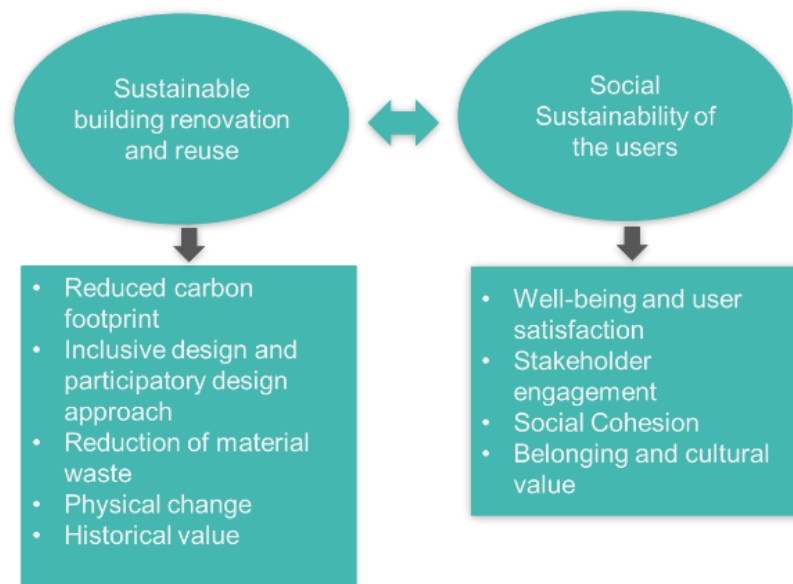 Sustainable
building renovation
and reuse
Social
Sustainability of
the users
• Reduced carbon
footprint
• Inclusive design and
participatory design
approach
• Reduction of material
waste
• Physical change
• Historical value
• Well-being and user
satisfaction
• Stakeholder
engagement
• Social Cohesion
• Belonging and cultural
value